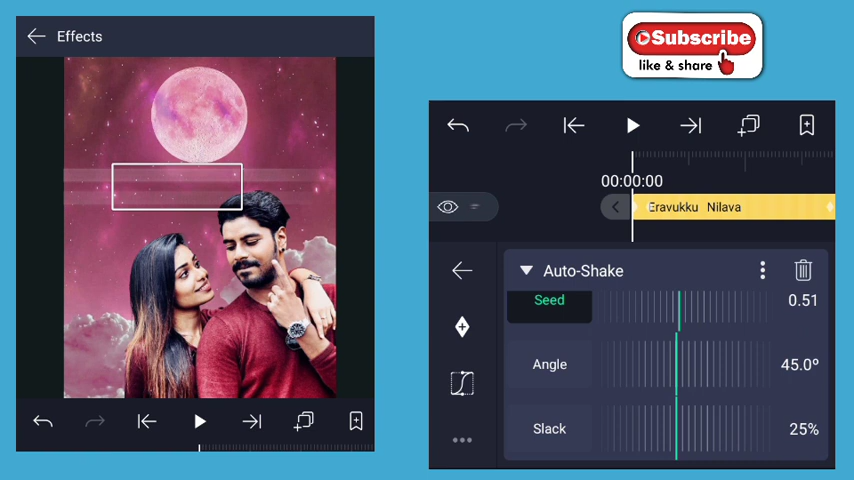 Effects
Subscribe
like & share
00:00:00
Eravukku Nilava
Auto-Shake
Seed
0.51
Angle
45.0º
Slack
25%